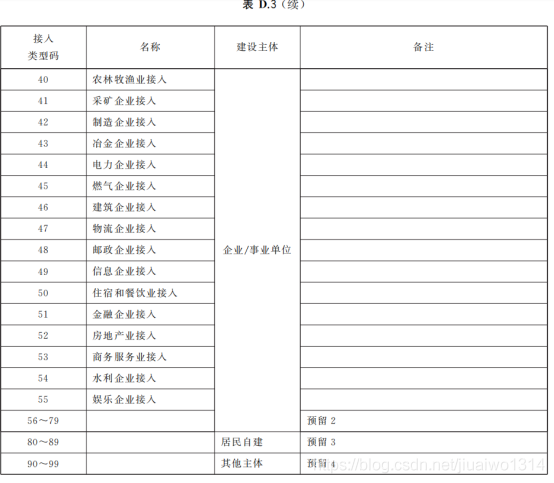 表 D.3（续）
接入
类型码 名称 建设主体 备注
40 农林牧渔业接入
41 采矿企业接入
42 制造企业接入
43 冶金企业接入
44 电力企业接入
45 燃气企业接入
46 建筑企业接入
47 物流企业接入
48 邮政企业接入 企业/事业单位
49 信息企业接入
50 住宿和餐饮业接入
51 金融企业接入
52 房地产业接入
53 商务服务业接入
54 水利企业接入
55 娱乐企业接入
56～79 预留 2
80～89 居民自建 预留 3
90～99 其他主体 预留 4
https://blog.csdn.net/jiuaiwo1314